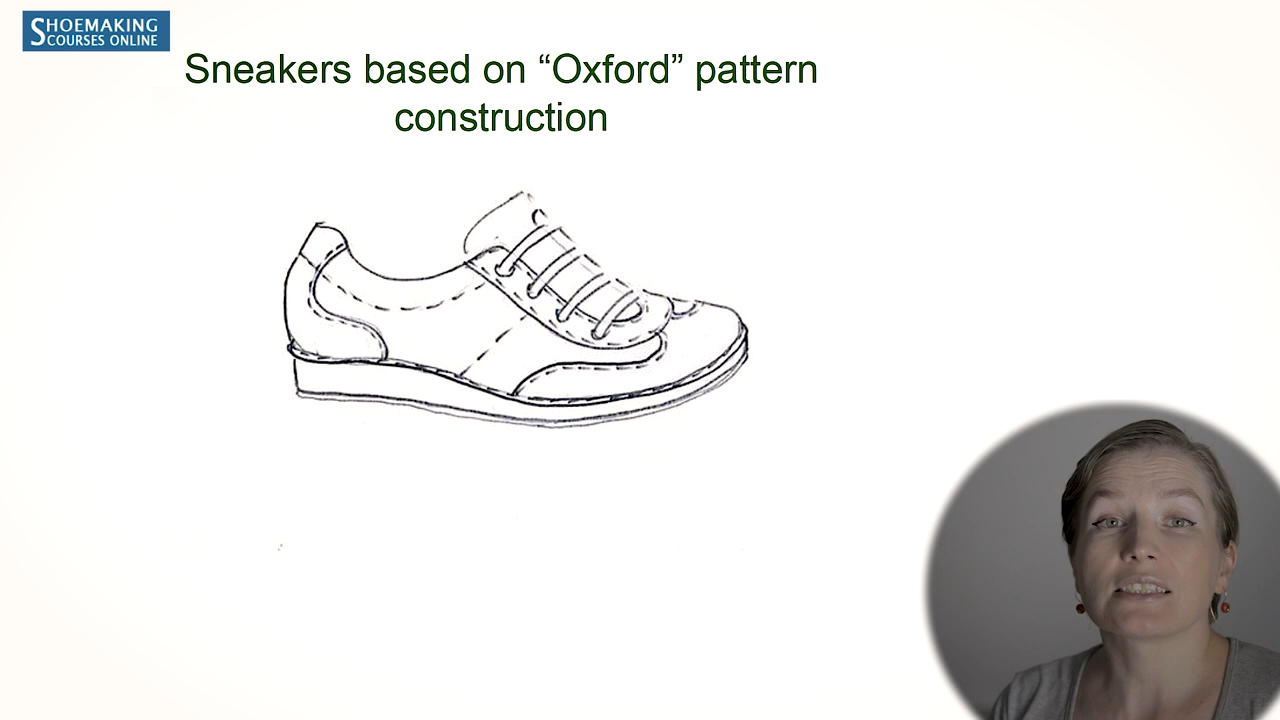 SHOEMAKING
COURSES ONLINE
Sneakers based on “Oxford” pattern
construction